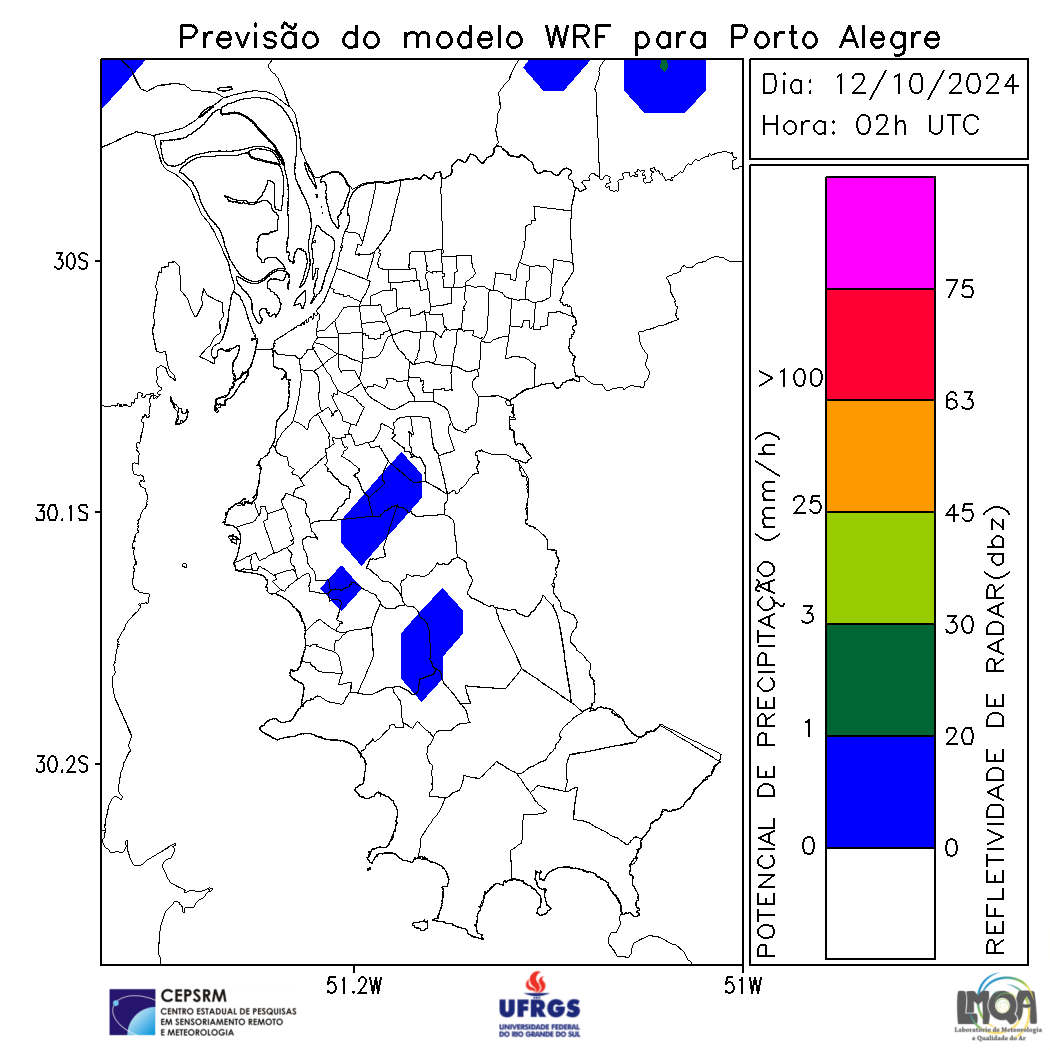 Previsão do modelo WRF para Porto Alegre
Dia: 12/10/2024
Hora: 02h UTC
30S
30.1S
30.2S
51.2W
51W
POTENCIAL DE PRECIPITAÇÃO (mm/h)
>100
25
3
1
0
75
63
45
30
20
0
REFLETIVIDADE DE RADAR(dbz)
CEPSRM
CENTRO ESTADUAL DE PESQUISAS
EM SENSORIAMENTO REMOTO
E METEOROLOGIA
UFRGS
UNIVERSIDADE FEDERAL
DO RIO GRANDE DO SUL
LMQA
Laboratório de Meteorologia
e Qualidade do Ar